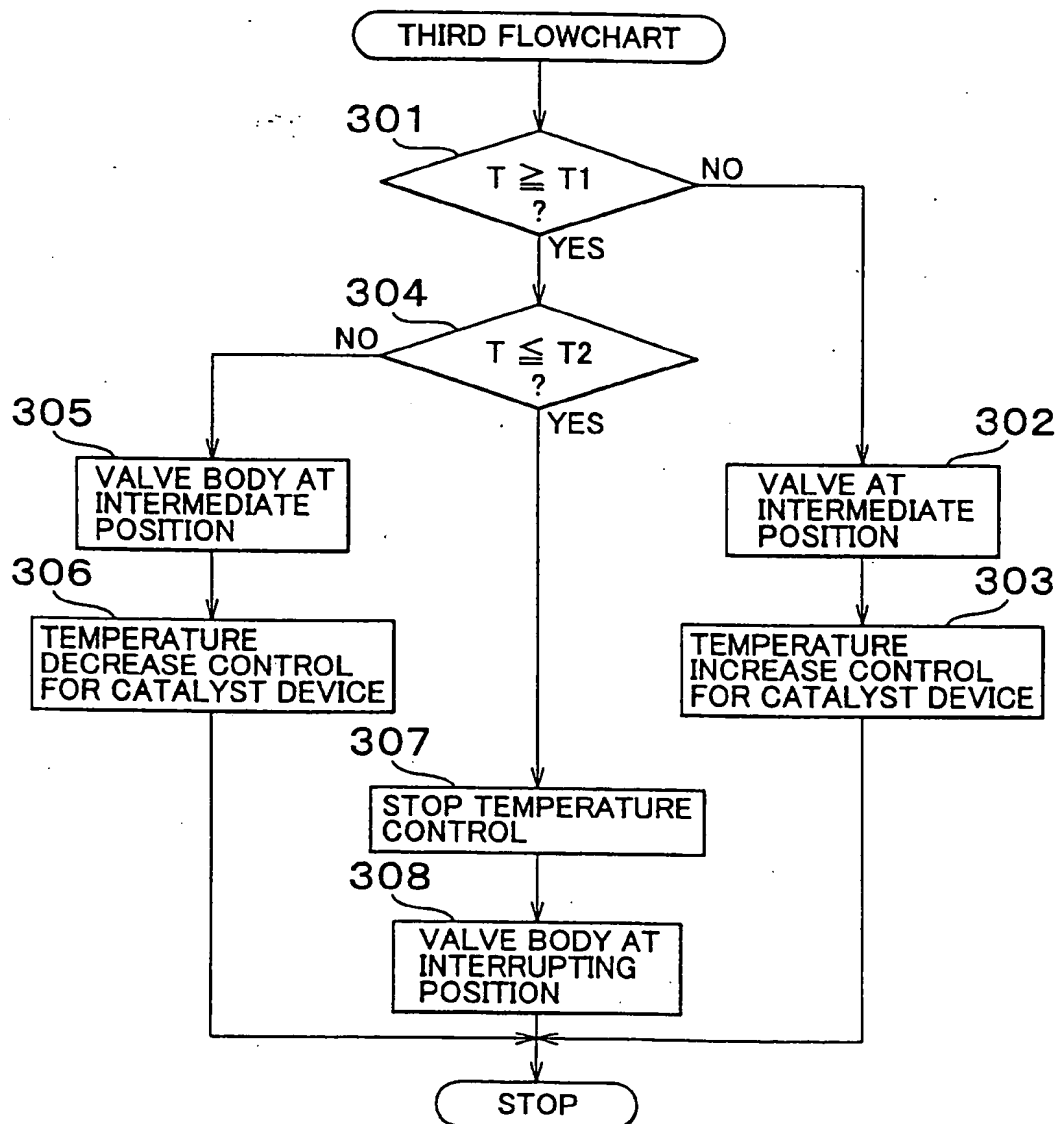 THIRD FLOWCHART
301
T ≧ T1
?
NO
YES
304
NO
T ≦ T2
?
YES
305
VALVE BODY AT
INTERMEDIATE
POSITION
302
VALVE AT
INTERMEDIATE
POSITION
306
TEMPERATURE
DECREASE CONTROL
FOR CATALYST DEVICE
303
TEMPERATURE
INCREASE CONTROL
FOR CATALYST DEVICE
307
STOP TEMPERATURE
CONTROL
308
VALVE BODY AT
INTERRUPTING
POSITION
STOP